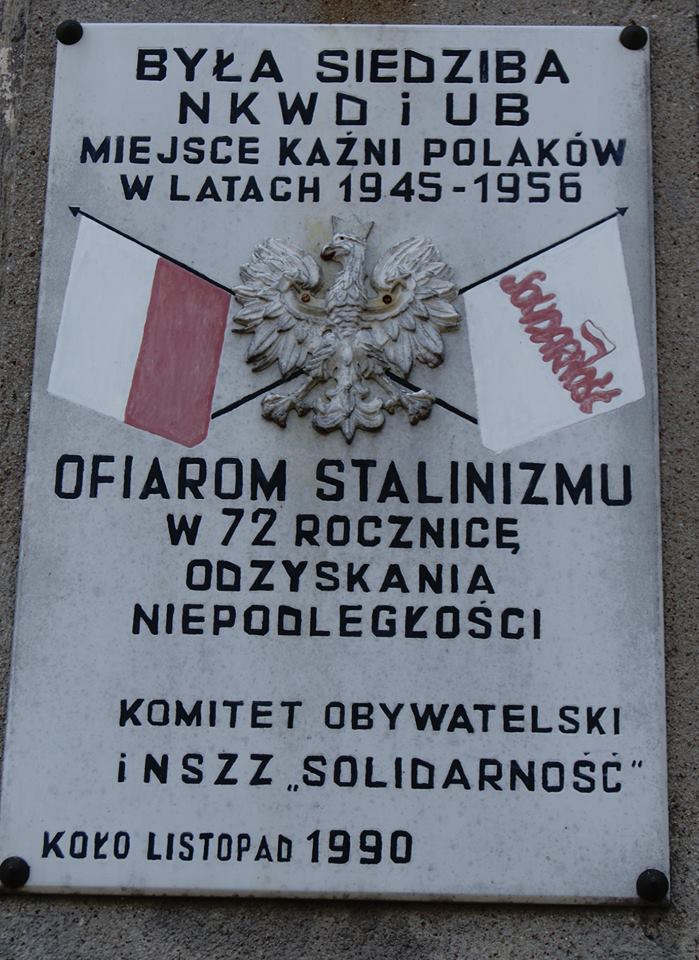 BYŁA SIEDZIBA
NKWD i UB
MIEJSCE KAŹNI POLAKÓW
W LATACH 1945-1956
SOLIDARNOŚĆ
OFIAROM STALINIZMU
W 72 ROCZNICĘ
ODZYSKANIA
NIEPODLEGŁOŚCI
KOMITET OBYWATELSKI
i NSZZ „SOLIDARNOŚĆ"
KOŁO LISTOPAD 1990